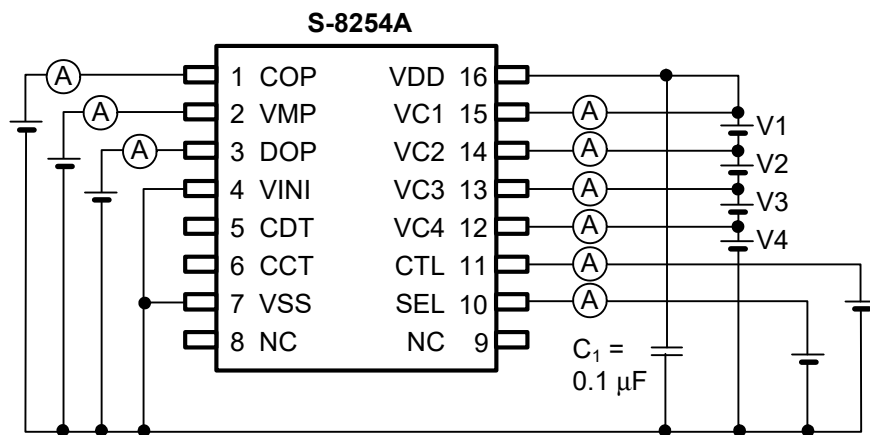 S-8254A
A 1 COP VDD 16
A 2 VMP VC1 15 A V1
A 3 DOP VC2 14 A V2
4 VINI VC3 13 A V3
5 CDT VC4 12 A V4
6 CCT CTL 11 A
7 VSS SEL 10 A
8 NC NC 9
C₁ =
0.1 µF